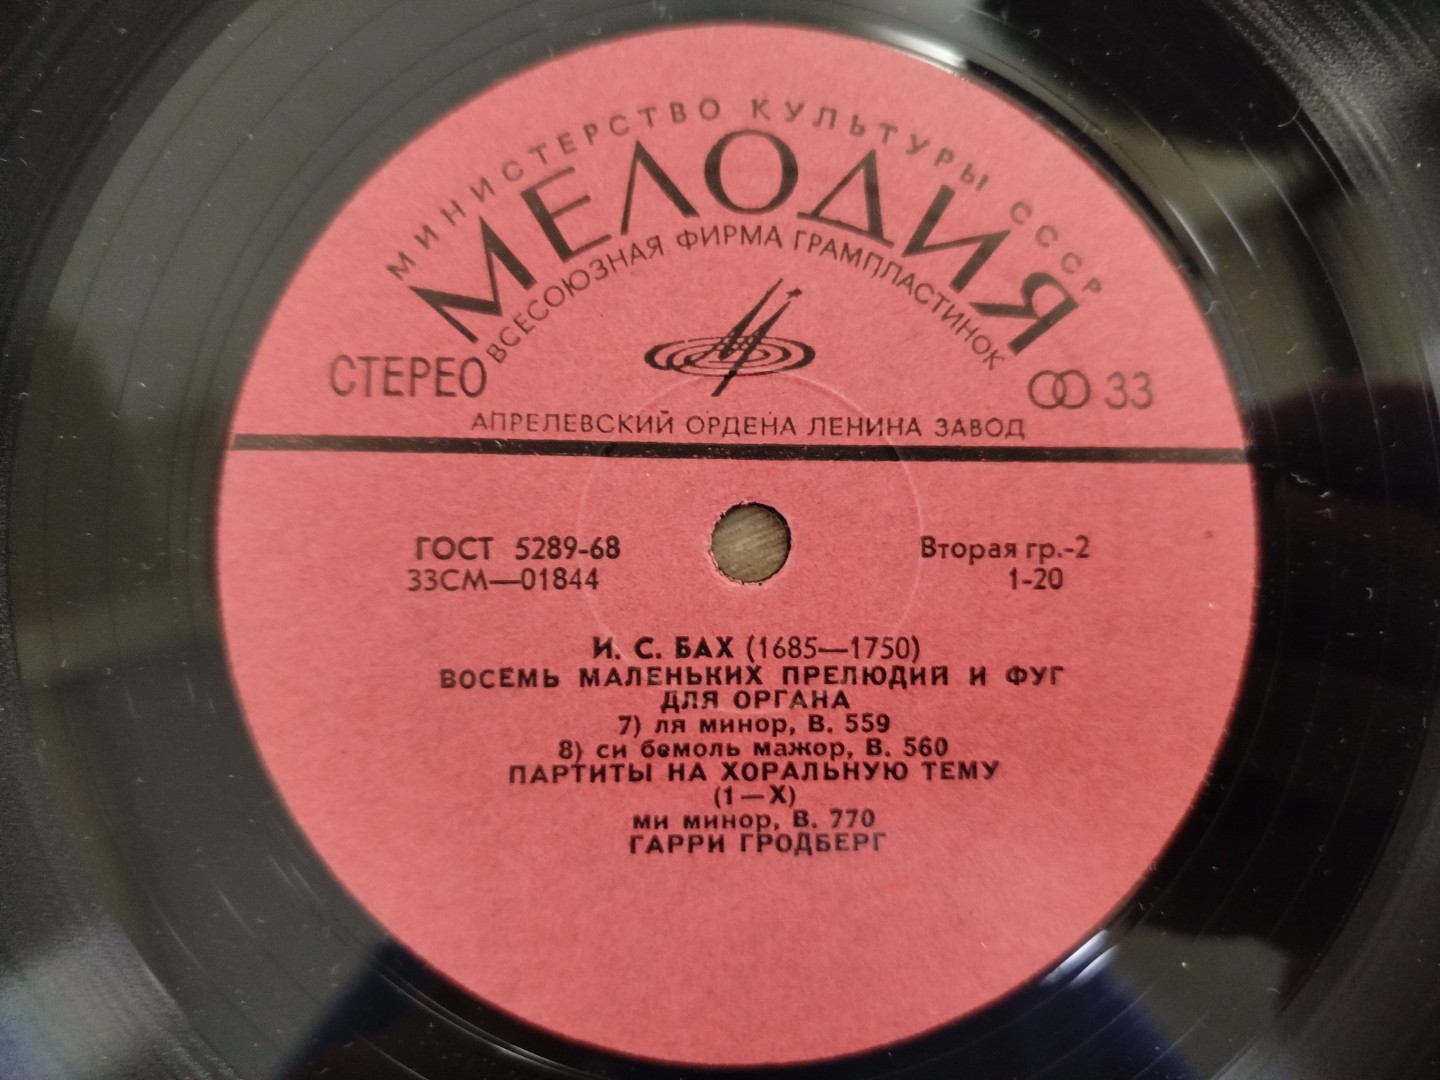 МИНИСТЕРСТВО КУЛЬТУРЫ СССР
МЕЛОДИЯ
ВСЕСОЮЗНАЯ ФИРМА ГРАМПЛАСТИНОК
СТЕРЕО
33
АПРЕЛЕВСКИЙ ОРДЕНА ЛЕНИНА ЗАВОД
ГОСТ 5289-68
33СМ—01844
Вторая гр.-2
1-20
И. С. БАХ (1685—1750)
ВОСЕМЬ МАЛЕНЬКИХ ПРЕЛЮДИЙ И ФУГ
ДЛЯ ОРГАНА
7) ля минор, В. 559
8) си бемоль мажор, В. 560
ПАРТИТЫ НА ХОРАЛЬНУЮ ТЕМУ
(1—Х)
ми минор, В. 770
ГАРРИ ГРОДБЕРГ